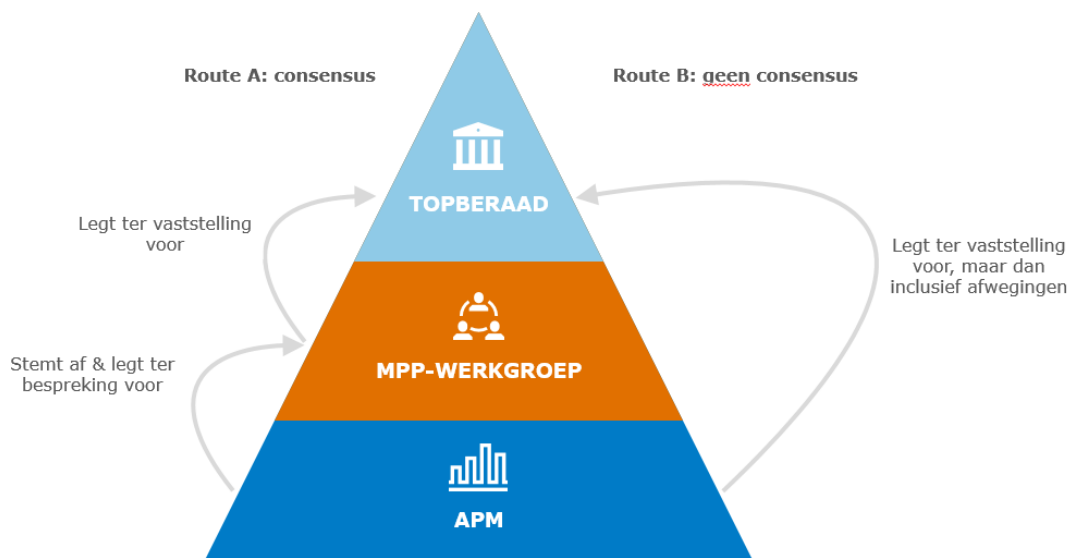 Route A: consensus
Route B: geen consensus
TOPBERAAD
Legt ter vaststelling
voor
Legt ter vaststelling
voor, maar dan
inclusief afwegingen
MPP-WERKGROEP
Stemt af & legt ter
bespreking voor
APM